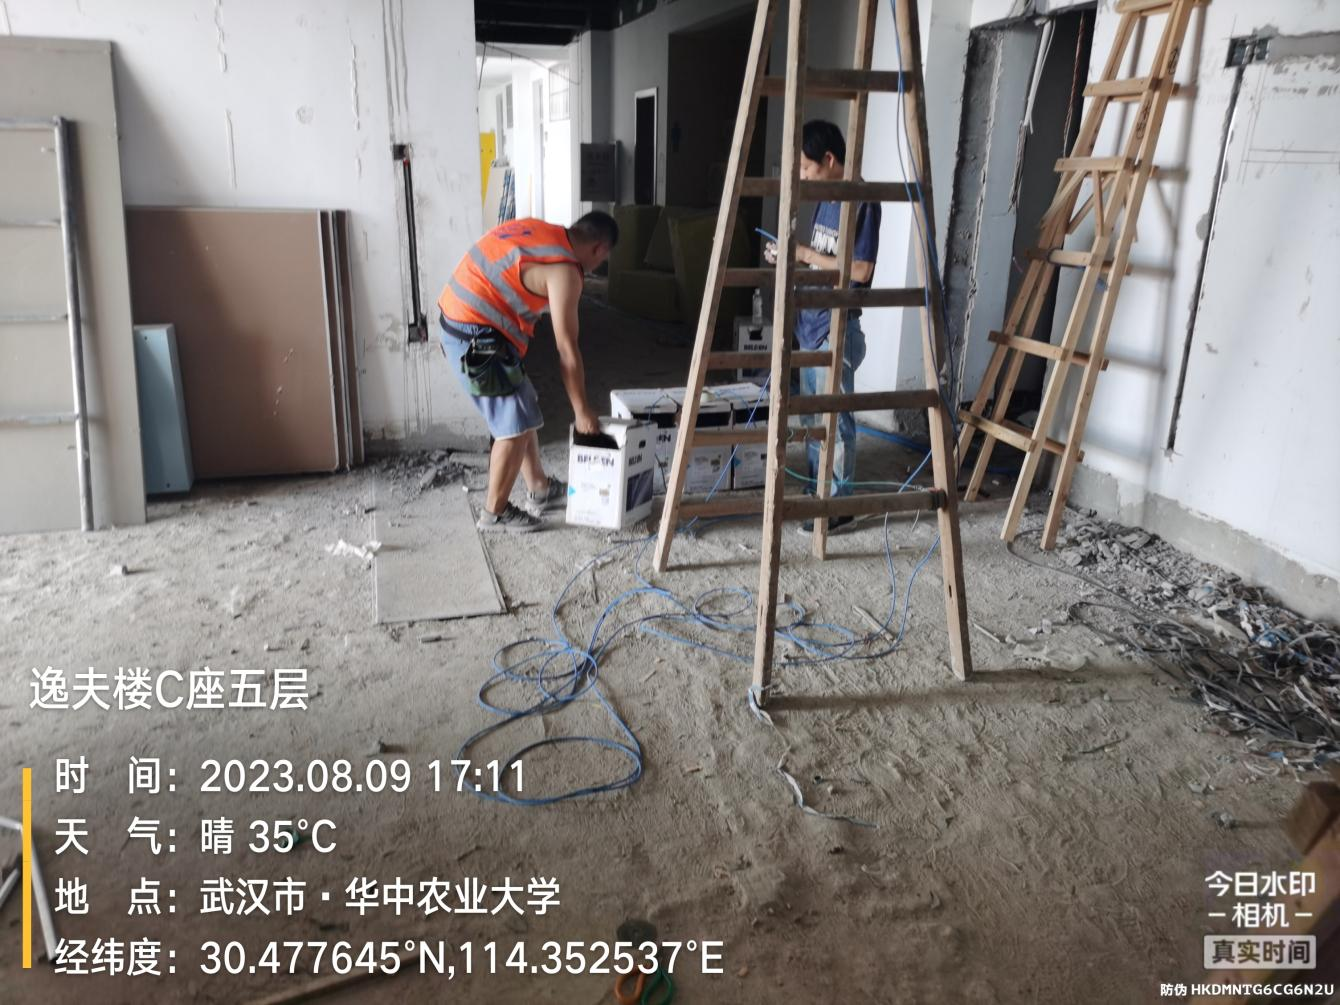 BELSEN
逸夫楼C座五层
时 间：2023.08.09 17:11
天 气：晴 35°C
地 点：武汉市·华中农业大学
经纬度：30.477645°N,114.352537°E
今日水印
-相机-
真实时间
防伪 HKDMNTG6CG6N2U